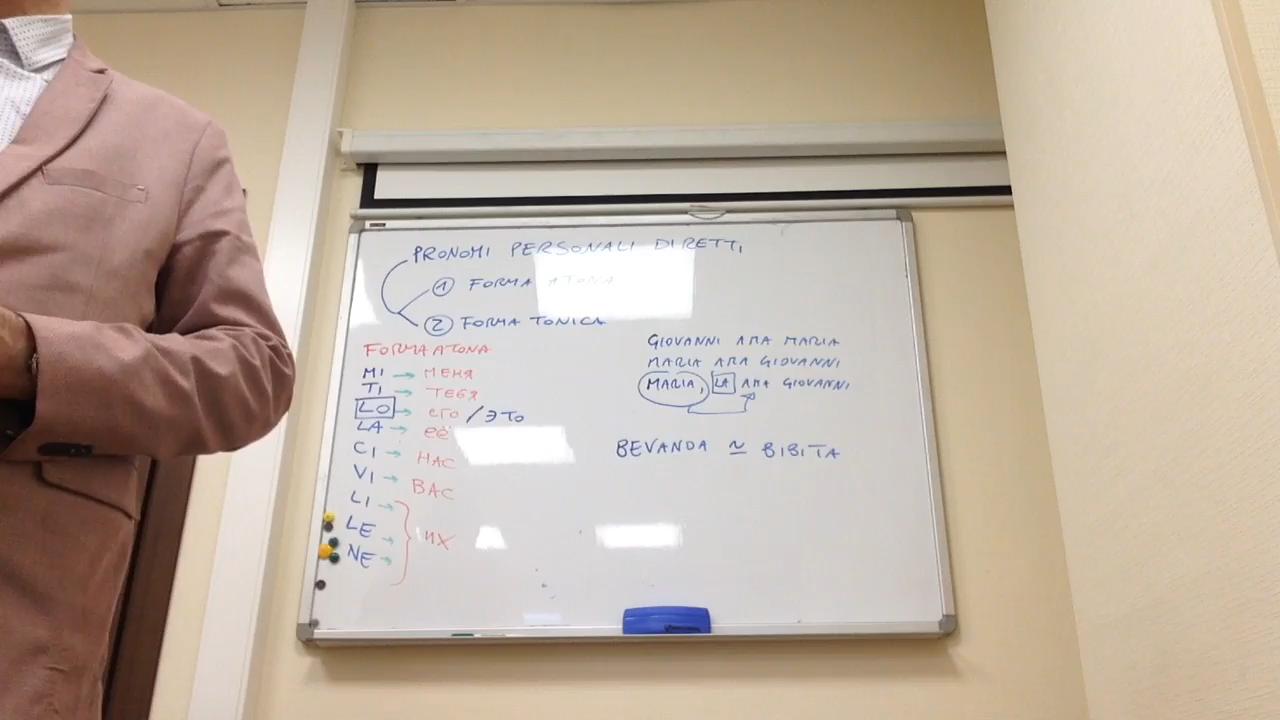 PRONOMI PERSONALI DIRETTI
1 FORMA ATONA
2 FORMA TONICA
FORMA ATONA
MI → МЕНЯ
TI → ТЕБЯ
LO → его / ЭТО
LA → её
CI → НАС
VI → ВАС
LI →
LE → ИХ
NE →
GIOVANNI AMA MARIA
MARIA AMA GIOVANNI
MARIA, LA AMA GIOVANNI
BEVANDA ≃ BIBITA